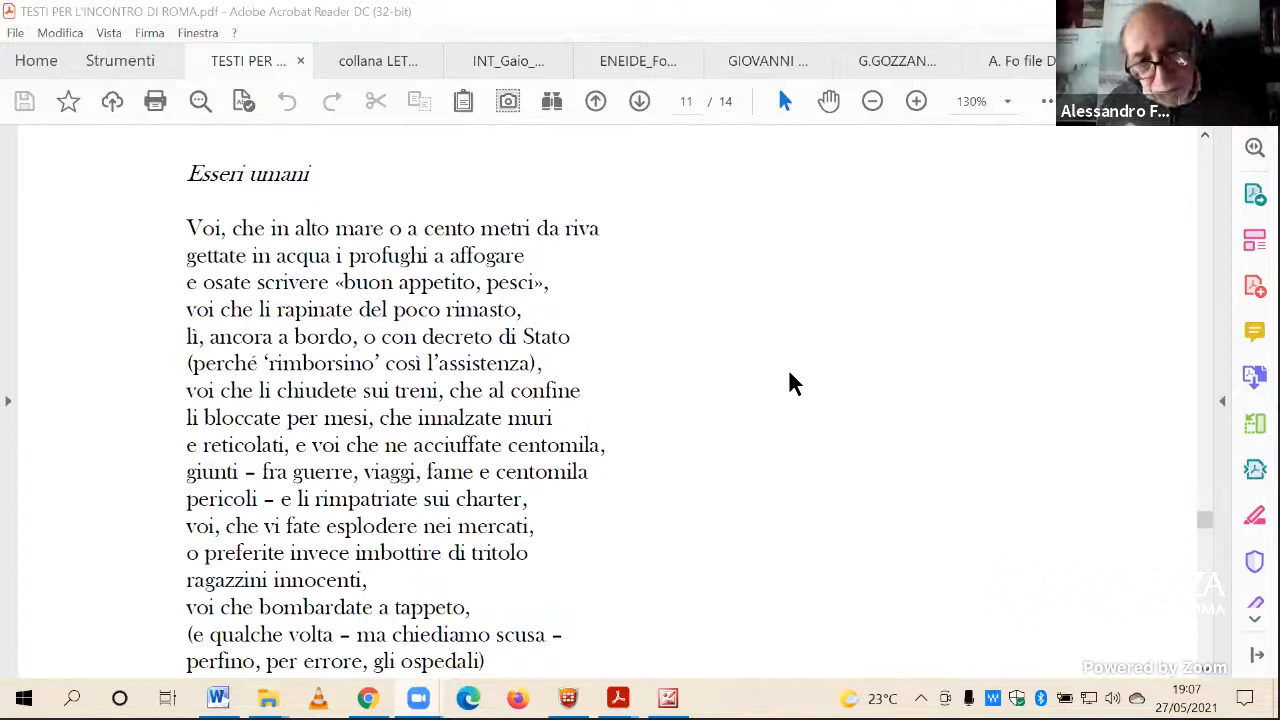 TESTI PER L'INCONTRO DI ROMA.pdf - Adobe Acrobat Reader DC (32-bit)
File Modifica Vista Firma Finestra ?
Home Strumenti TESTI PER ... × collana LET... INT_Gaio_... ENEIDE_Fo... GIOVANNI ... G.GOZZAN... A. Fo file D
11 / 14 130%
Alessandro F...
Esseri umani
Voi, che in alto mare o a cento metri da riva
gettate in acqua i profughi a affogare
e osate scrivere «buon appetito, pesci»,
voi che li rapinate del poco rimasto,
lì, ancora a bordo, o con decreto di Stato
(perché ‘rimborsino’ così l’assistenza),
voi che li chiudete sui treni, che al confine
li bloccate per mesi, che innalzate muri
e reticolati, e voi che ne acciuffate centomila,
giunti – fra guerre, viaggi, fame e centomila
pericoli – e li rimpatriate sui charter,
voi, che vi fate esplodere nei mercati,
o preferite invece imbottire di tritolo
ragazzini innocenti,
voi che bombardate a tappeto,
(e qualche volta – ma chiediamo scusa –
perfino, per errore, gli ospedali)
ZA
ROMA
Powered by Zoom
23°C
19:07
27/05/2021